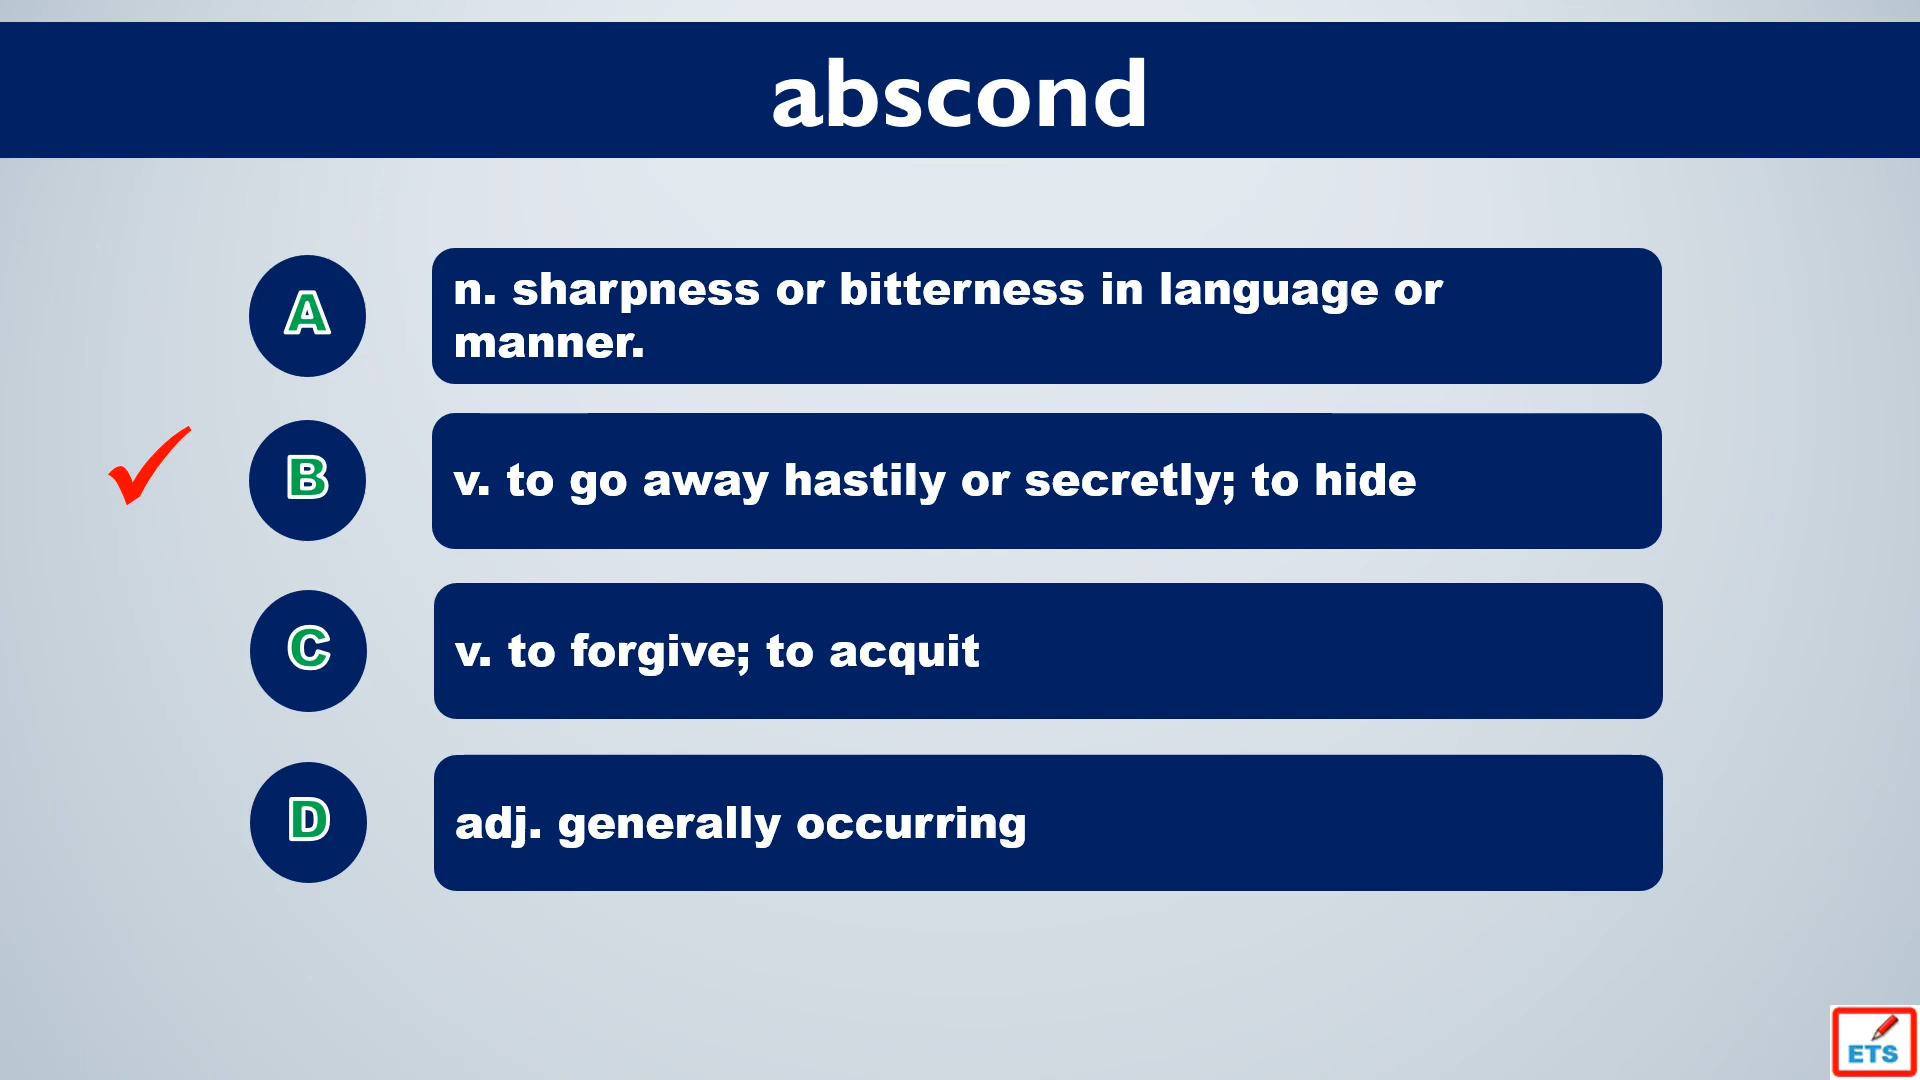 abscond
A
n. sharpness or bitterness in language or
manner.
B
v. to go away hastily or secretly; to hide
C
v. to forgive; to acquit
D
adj. generally occurring
ETS